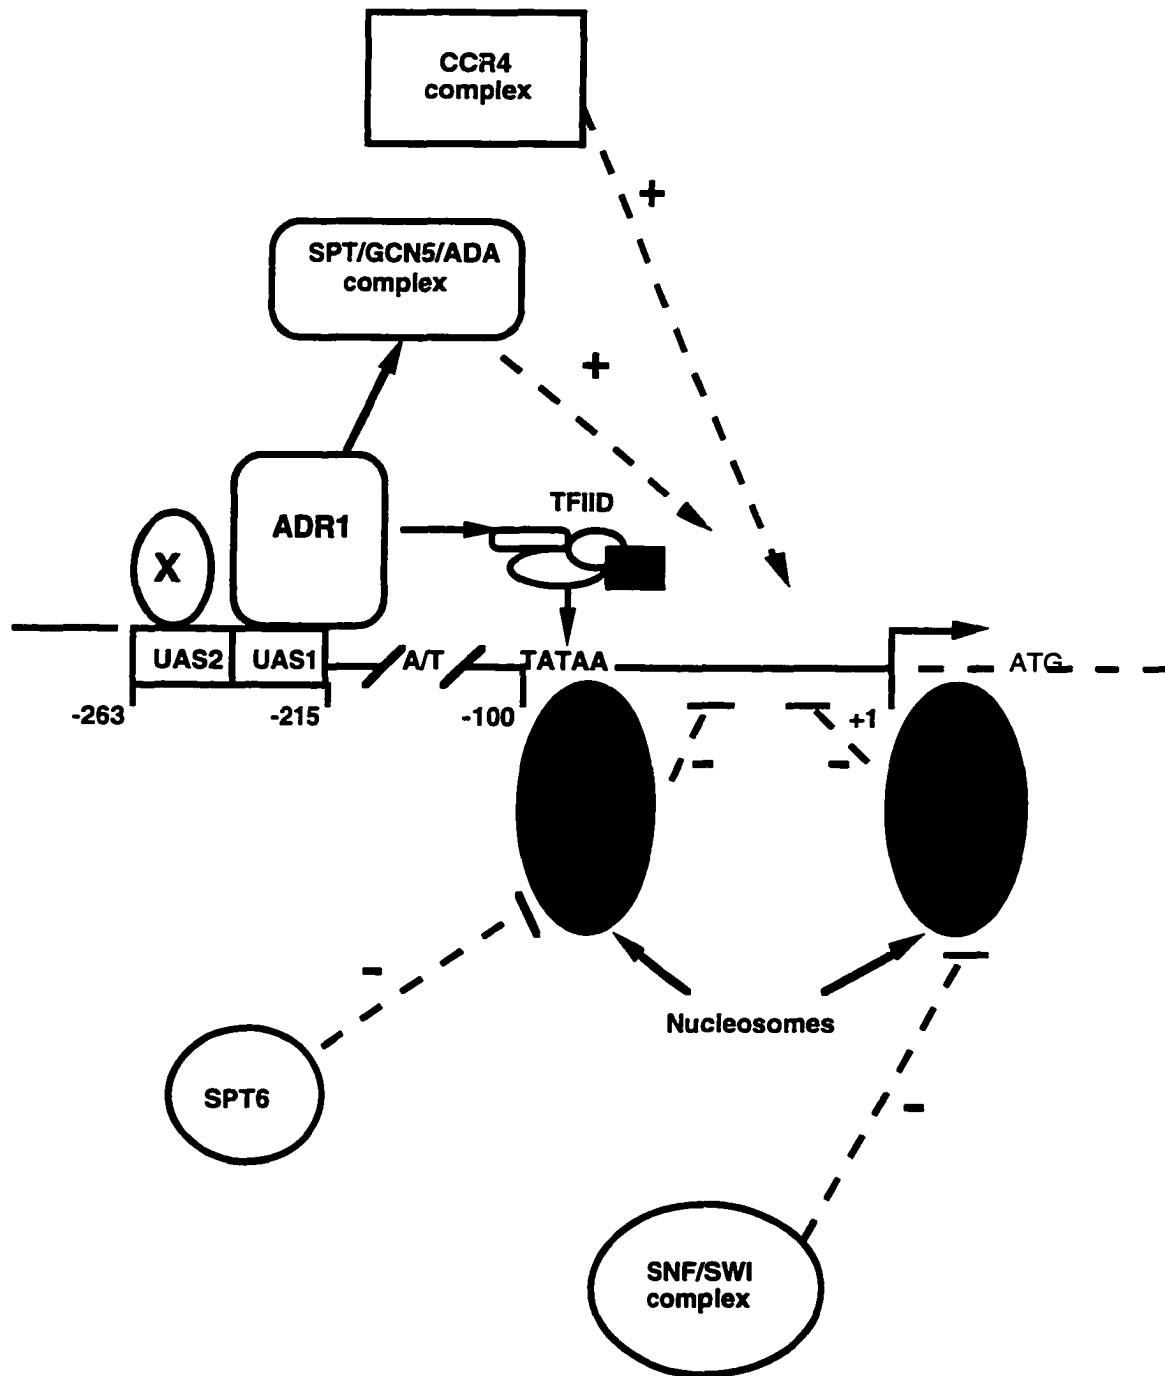 CCR4
complex
+
SPT/GCN5/ADA
complex
+
TFIID
ADR1
X
UAS2 UAS1 A/T TATAA ATG
-263 -215 -100 +1
- -
-
Nucleosomes
SPT6
-
SNF/SWI
complex